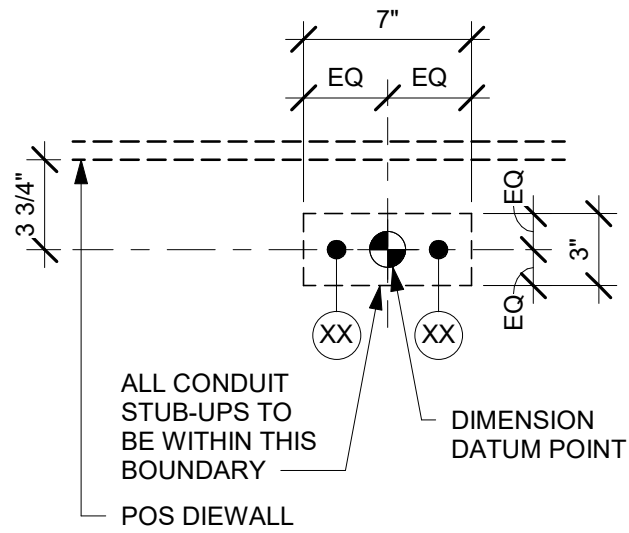 7"
EQ EQ
3 3/4"
EQ
3"
EQ
XX XX
ALL CONDUIT
STUB-UPS TO
BE WITHIN THIS
BOUNDARY
DIMENSION
DATUM POINT
POS DIEWALL